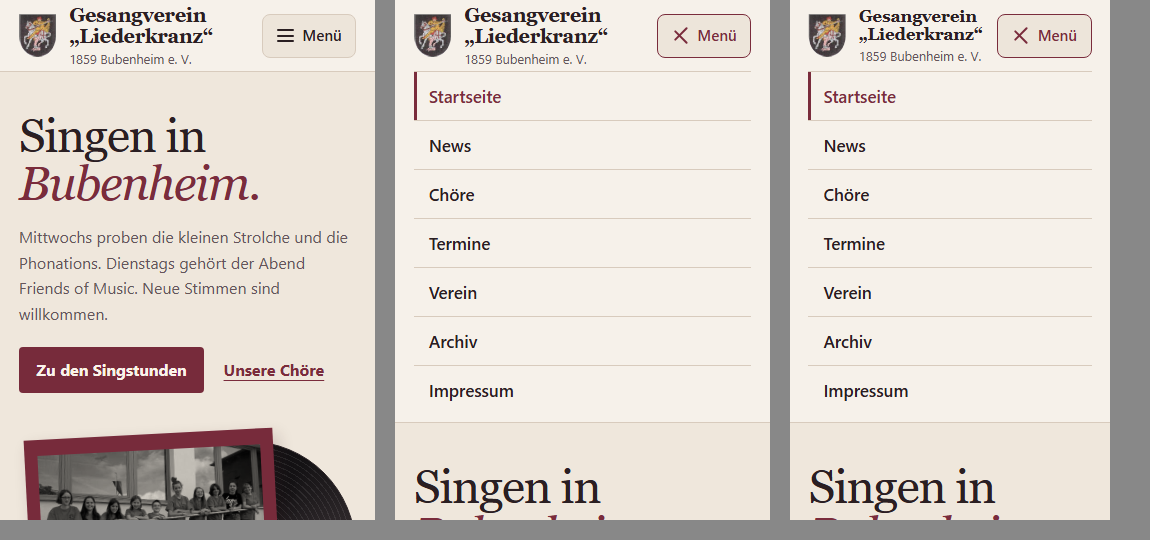 Gesangverein
„Liederkranz“
1859 Bubenheim e. V.
Menü
Singen in
Bubenheim.
Mittwochs proben die kleinen Strolche und die
Phonations. Dienstags gehört der Abend
Friends of Music. Neue Stimmen sind
willkommen.
Zu den Singstunden
Unsere Chöre
Gesangverein
„Liederkranz“
1859 Bubenheim e. V.
Menü
Startseite
News
Chöre
Termine
Verein
Archiv
Impressum
Singen in
Gesangverein
„Liederkranz“
1859 Bubenheim e. V.
Menü
Startseite
News
Chöre
Termine
Verein
Archiv
Impressum
Singen in